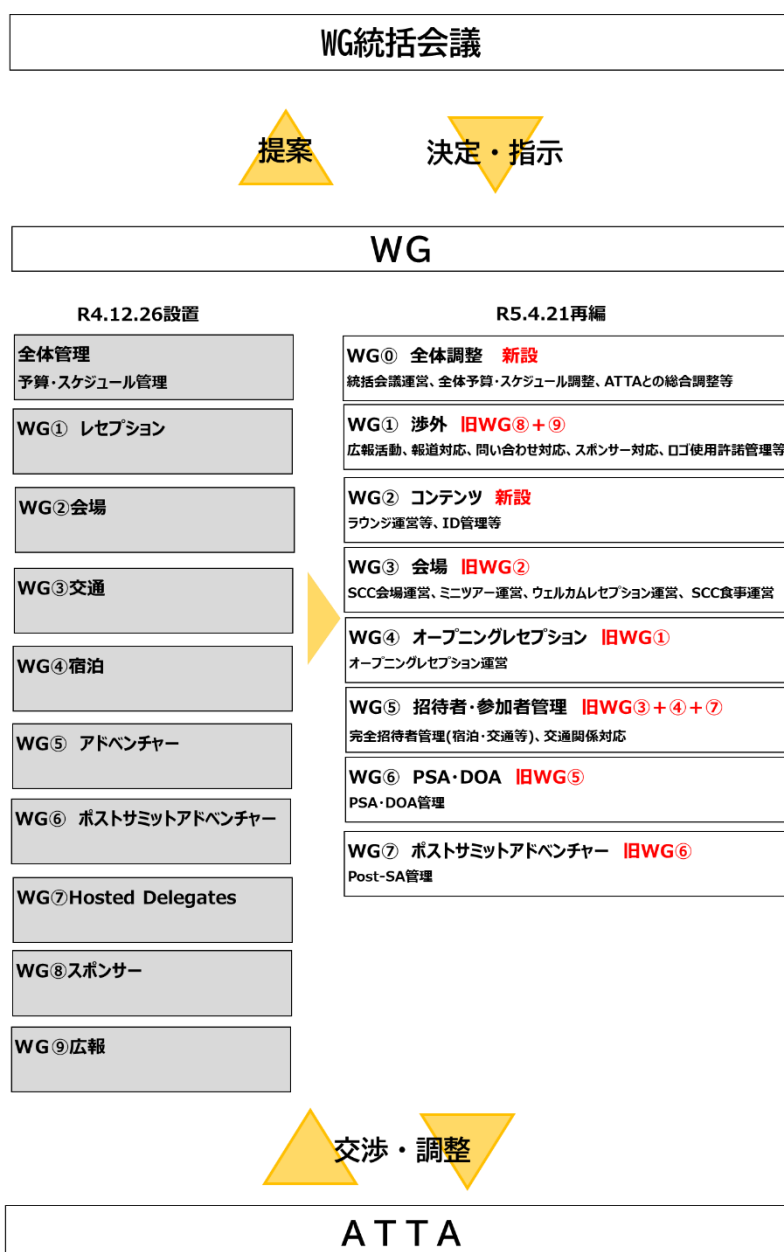 WG統括会議
提案
決定・指示
WG
R4.12.26設置
全体管理
予算・スケジュール管理
WG① レセプション
WG②会場
WG③交通
WG④宿泊
WG⑤ アドベンチャー
WG⑥ ポストサミットアドベンチャー
WG⑦Hosted Delegates
WG⑧スポンサー
WG⑨広報
R5.4.21再編
WG⓪ 全体調整 新設
統括会議運営、全体予算・スケジュール調整、ATTAとの総合調整等
WG① 渉外 旧WG⑧+⑨
広報活動、報道対応、問い合わせ対応、スポンサー対応、ロゴ使用許諾管理等
WG② コンテンツ 新設
ラウンジ運営等、ID管理等
WG③ 会場 旧WG②
SCC会場運営、ミニツアー運営、ウェルカムレセプション運営、SCC食事運営
WG④ オープニングレセプション 旧WG①
オープニングレセプション運営
WG⑤ 招待者・参加者管理 旧WG③+④+⑦
完全招待者管理(宿泊・交通等)、交通関係対応
WG⑥ PSA・DOA 旧WG⑤
PSA・DOA管理
WG⑦ ポストサミットアドベンチャー 旧WG⑥
Post-SA管理
交渉・調整
ATTA